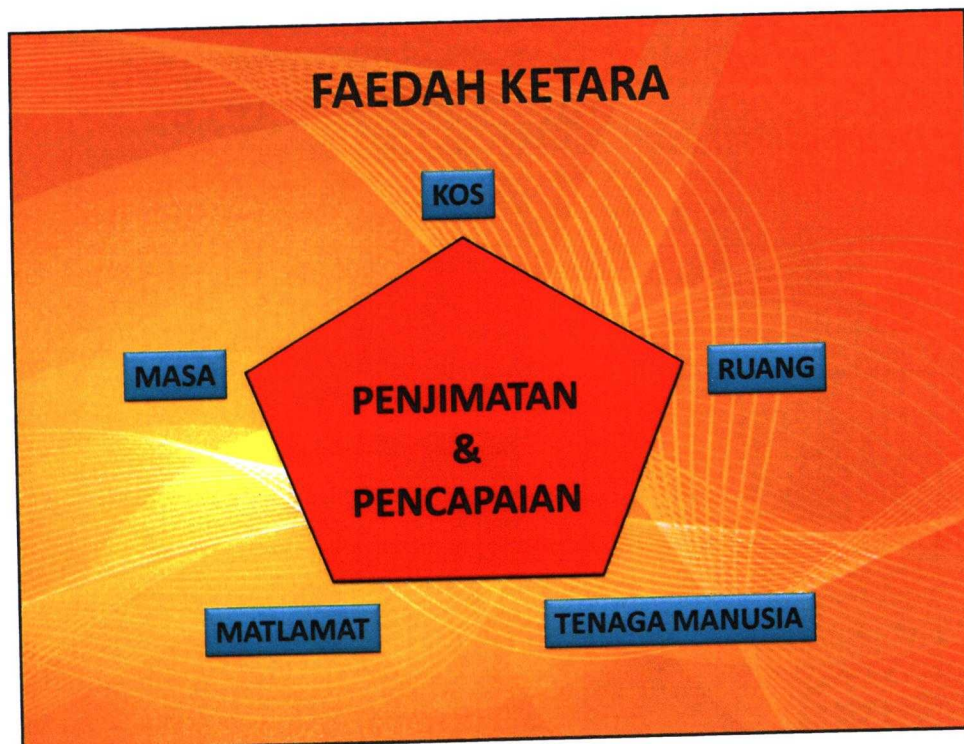 FAEDAH KETARA
KOS
MASA
RUANG
PENJIMATAN
&
PENCAPAIAN
MATLAMAT
TENAGA MANUSIA